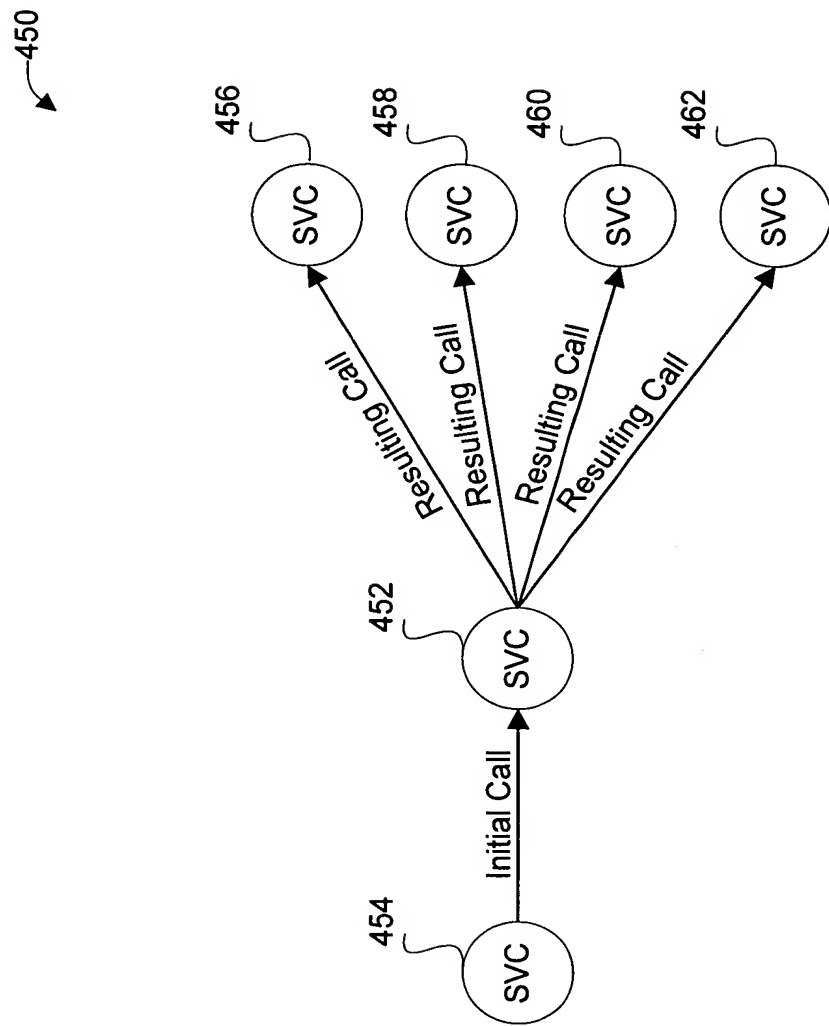 450
454
SVC
Initial Call
452
SVC
Resulting Call
Resulting Call
Resulting Call
Resulting Call
456
SVC
458
SVC
460
SVC
462
SVC